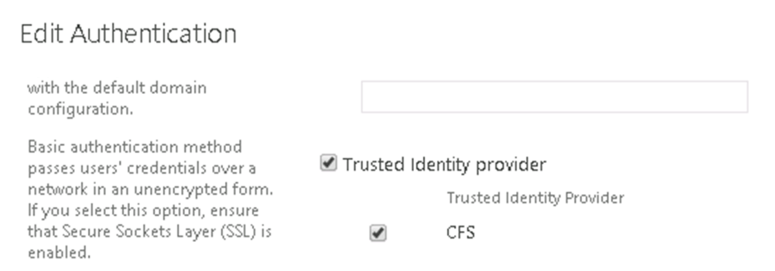 Edit Authentication
with the default domain
configuration.
Basic authentication method
passes users' credentials over a
network in an unencrypted form.
If you select this option, ensure
that Secure Sockets Layer (SSL) is
enabled.
Trusted Identity provider
Trusted Identity Provider
CFS